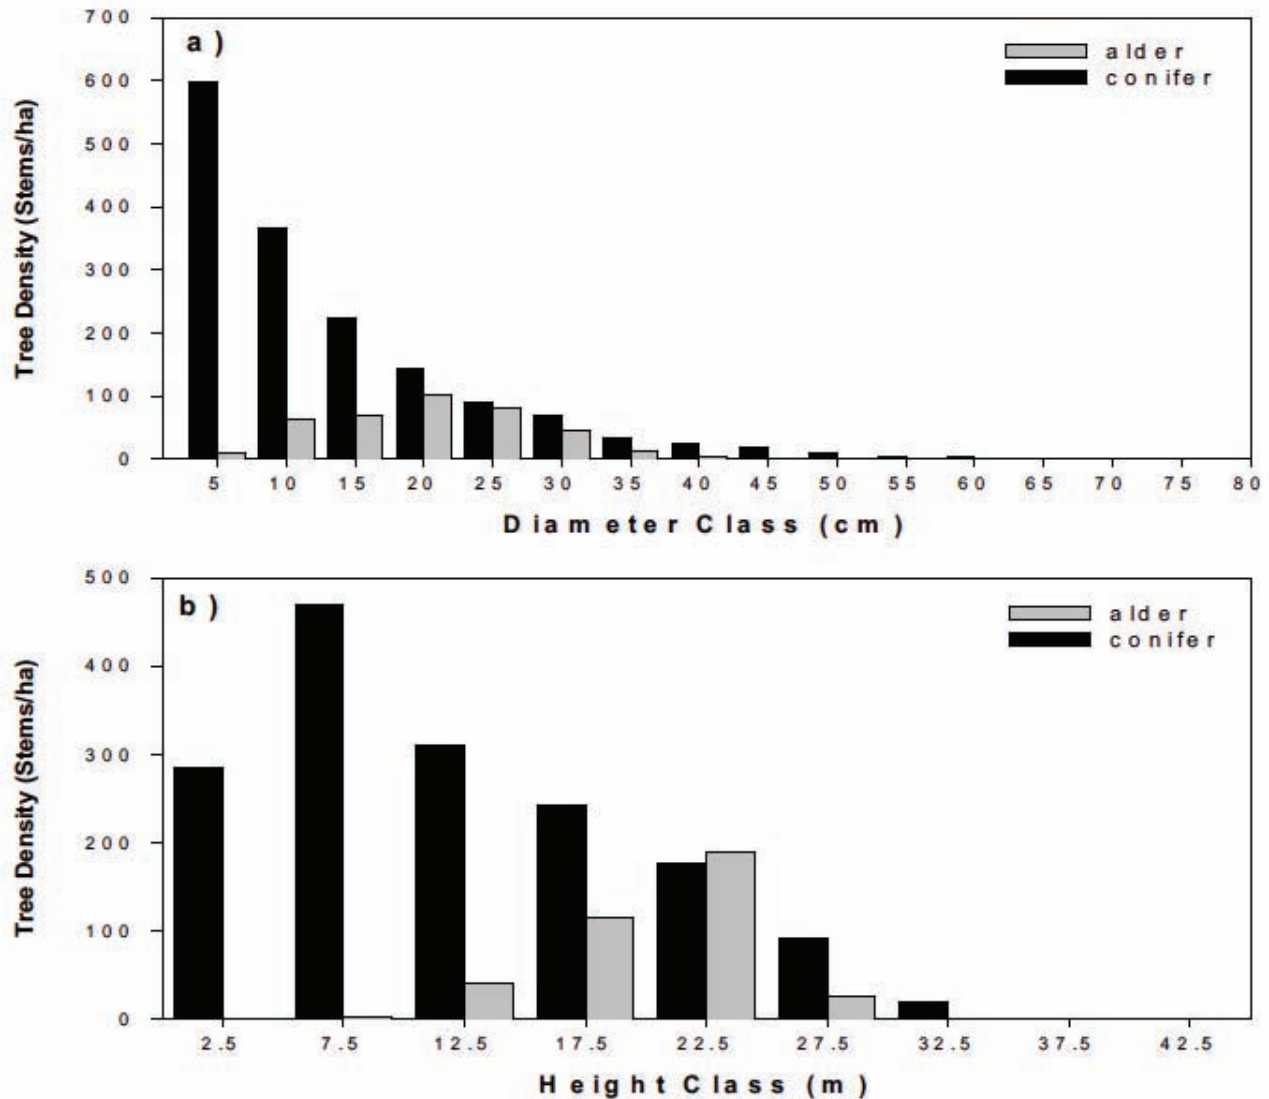 700
a)
alder
600
conifer
500
400
300
200
100
0
Tree Density (Stems/ha)
5 10 15 20 25 30 35 40 45 50 55 60 65 70 75 80
Diameter Class (cm)
500
b)
alder
conifer
400
300
200
100
0
Tree Density (Stems/ha)
2.5 7.5 12.5 17.5 22.5 27.5 32.5 37.5 42.5
Height Class (m)